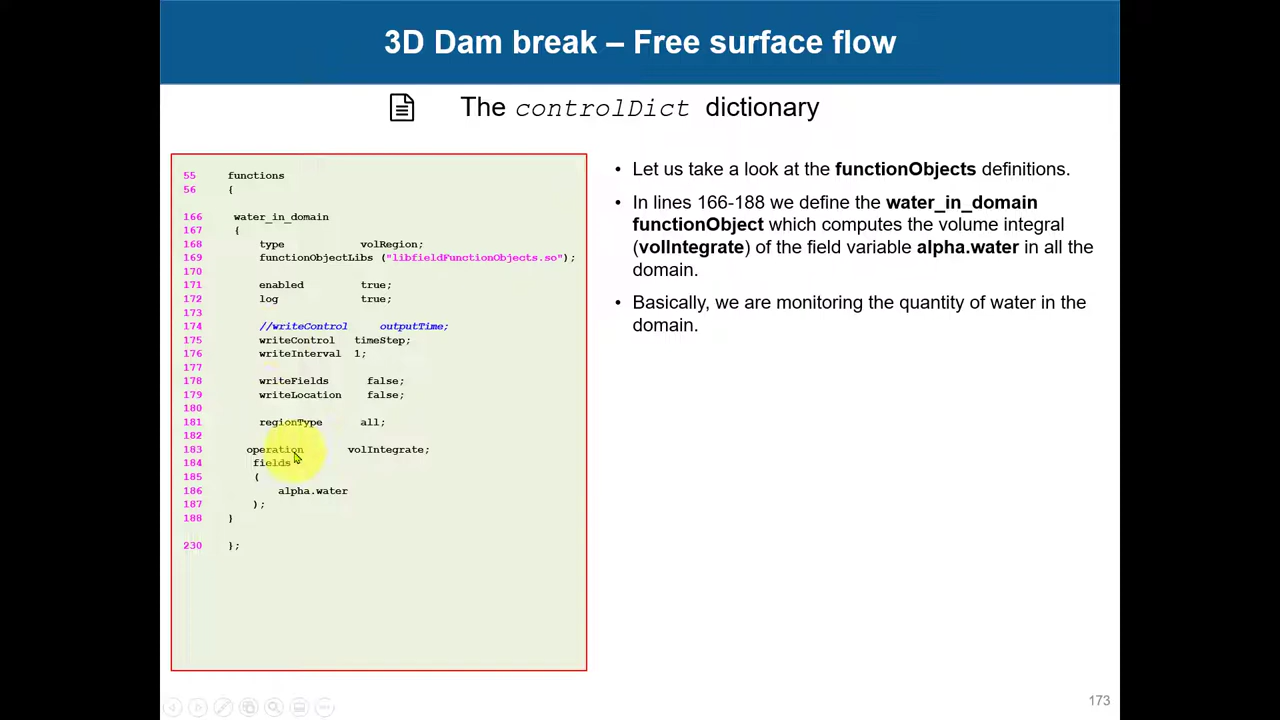 3D Dam break – Free surface flow
The controlDict dictionary
55 functions
56 {
166 water_in_domain
167 {
168 type volRegion;
169 functionObjectLibs ("libfieldFunctionObjects.so");
170
171 enabled true;
172 log true;
173
174 //writeControl outputTime;
175 writeControl timeStep;
176 writeInterval 1;
177
178 writeFields false;
179 writeLocation false;
180
181 regionType all;
182
183 operation volIntegrate;
184 fields
185 (
186 alpha.water
187 );
188 }
230 };
• Let us take a look at the functionObjects definitions.
• In lines 166-188 we define the water_in_domain
functionObject which computes the volume integral
(volIntegrate) of the field variable alpha.water in all the
domain.
• Basically, we are monitoring the quantity of water in the
domain.
173